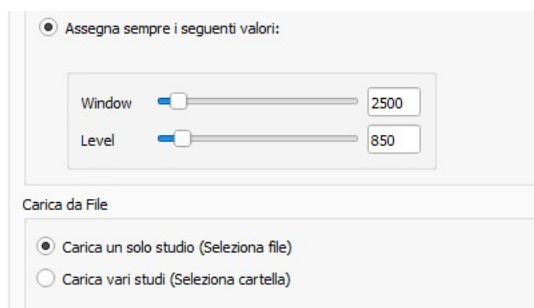 Assegna sempre i seguenti valori:
Window 2500
Level 850
Carica da File
Carica un solo studio (Seleziona file)
Carica vari studi (Seleziona cartella)